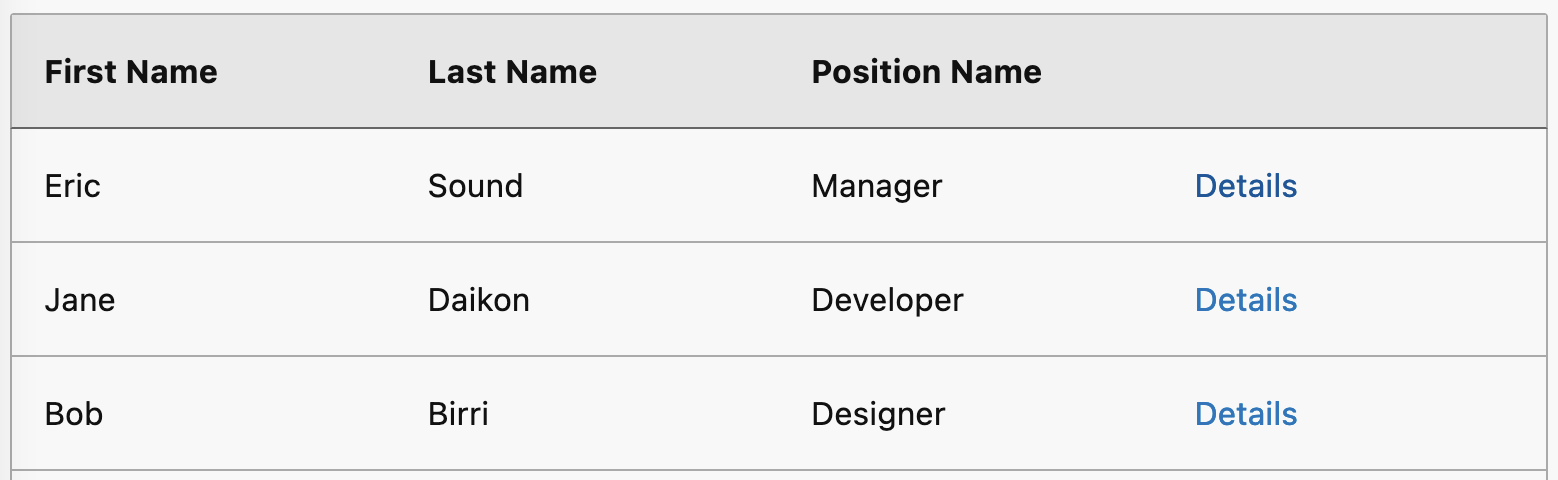 First Name Last Name Position Name
Eric Sound Manager Details
Jane Daikon Developer Details
Bob Birri Designer Details